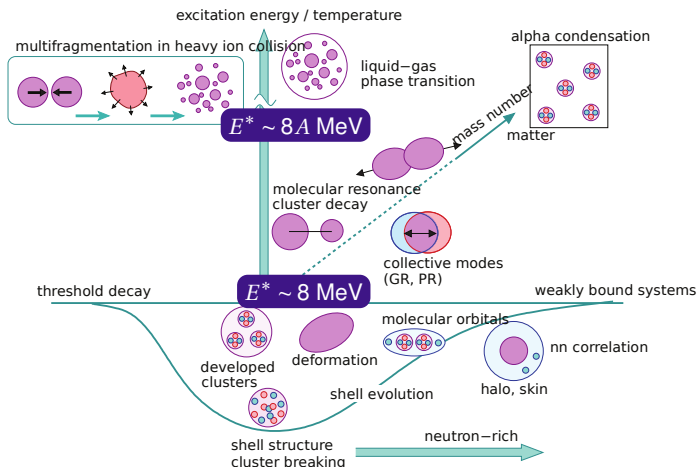 excitation energy / temperature
multifragmentation in heavy ion collision
liquid−gas
phase transition
alpha condensation
matter
mass number
E* ~ 8A MeV
molecular resonance
cluster decay
collective modes
(GR, PR)
threshold decay
E* ~ 8 MeV
weakly bound systems
molecular orbitals
developed
clusters
deformation
nn correlation
halo, skin
shell evolution
shell structure
cluster breaking
neutron−rich